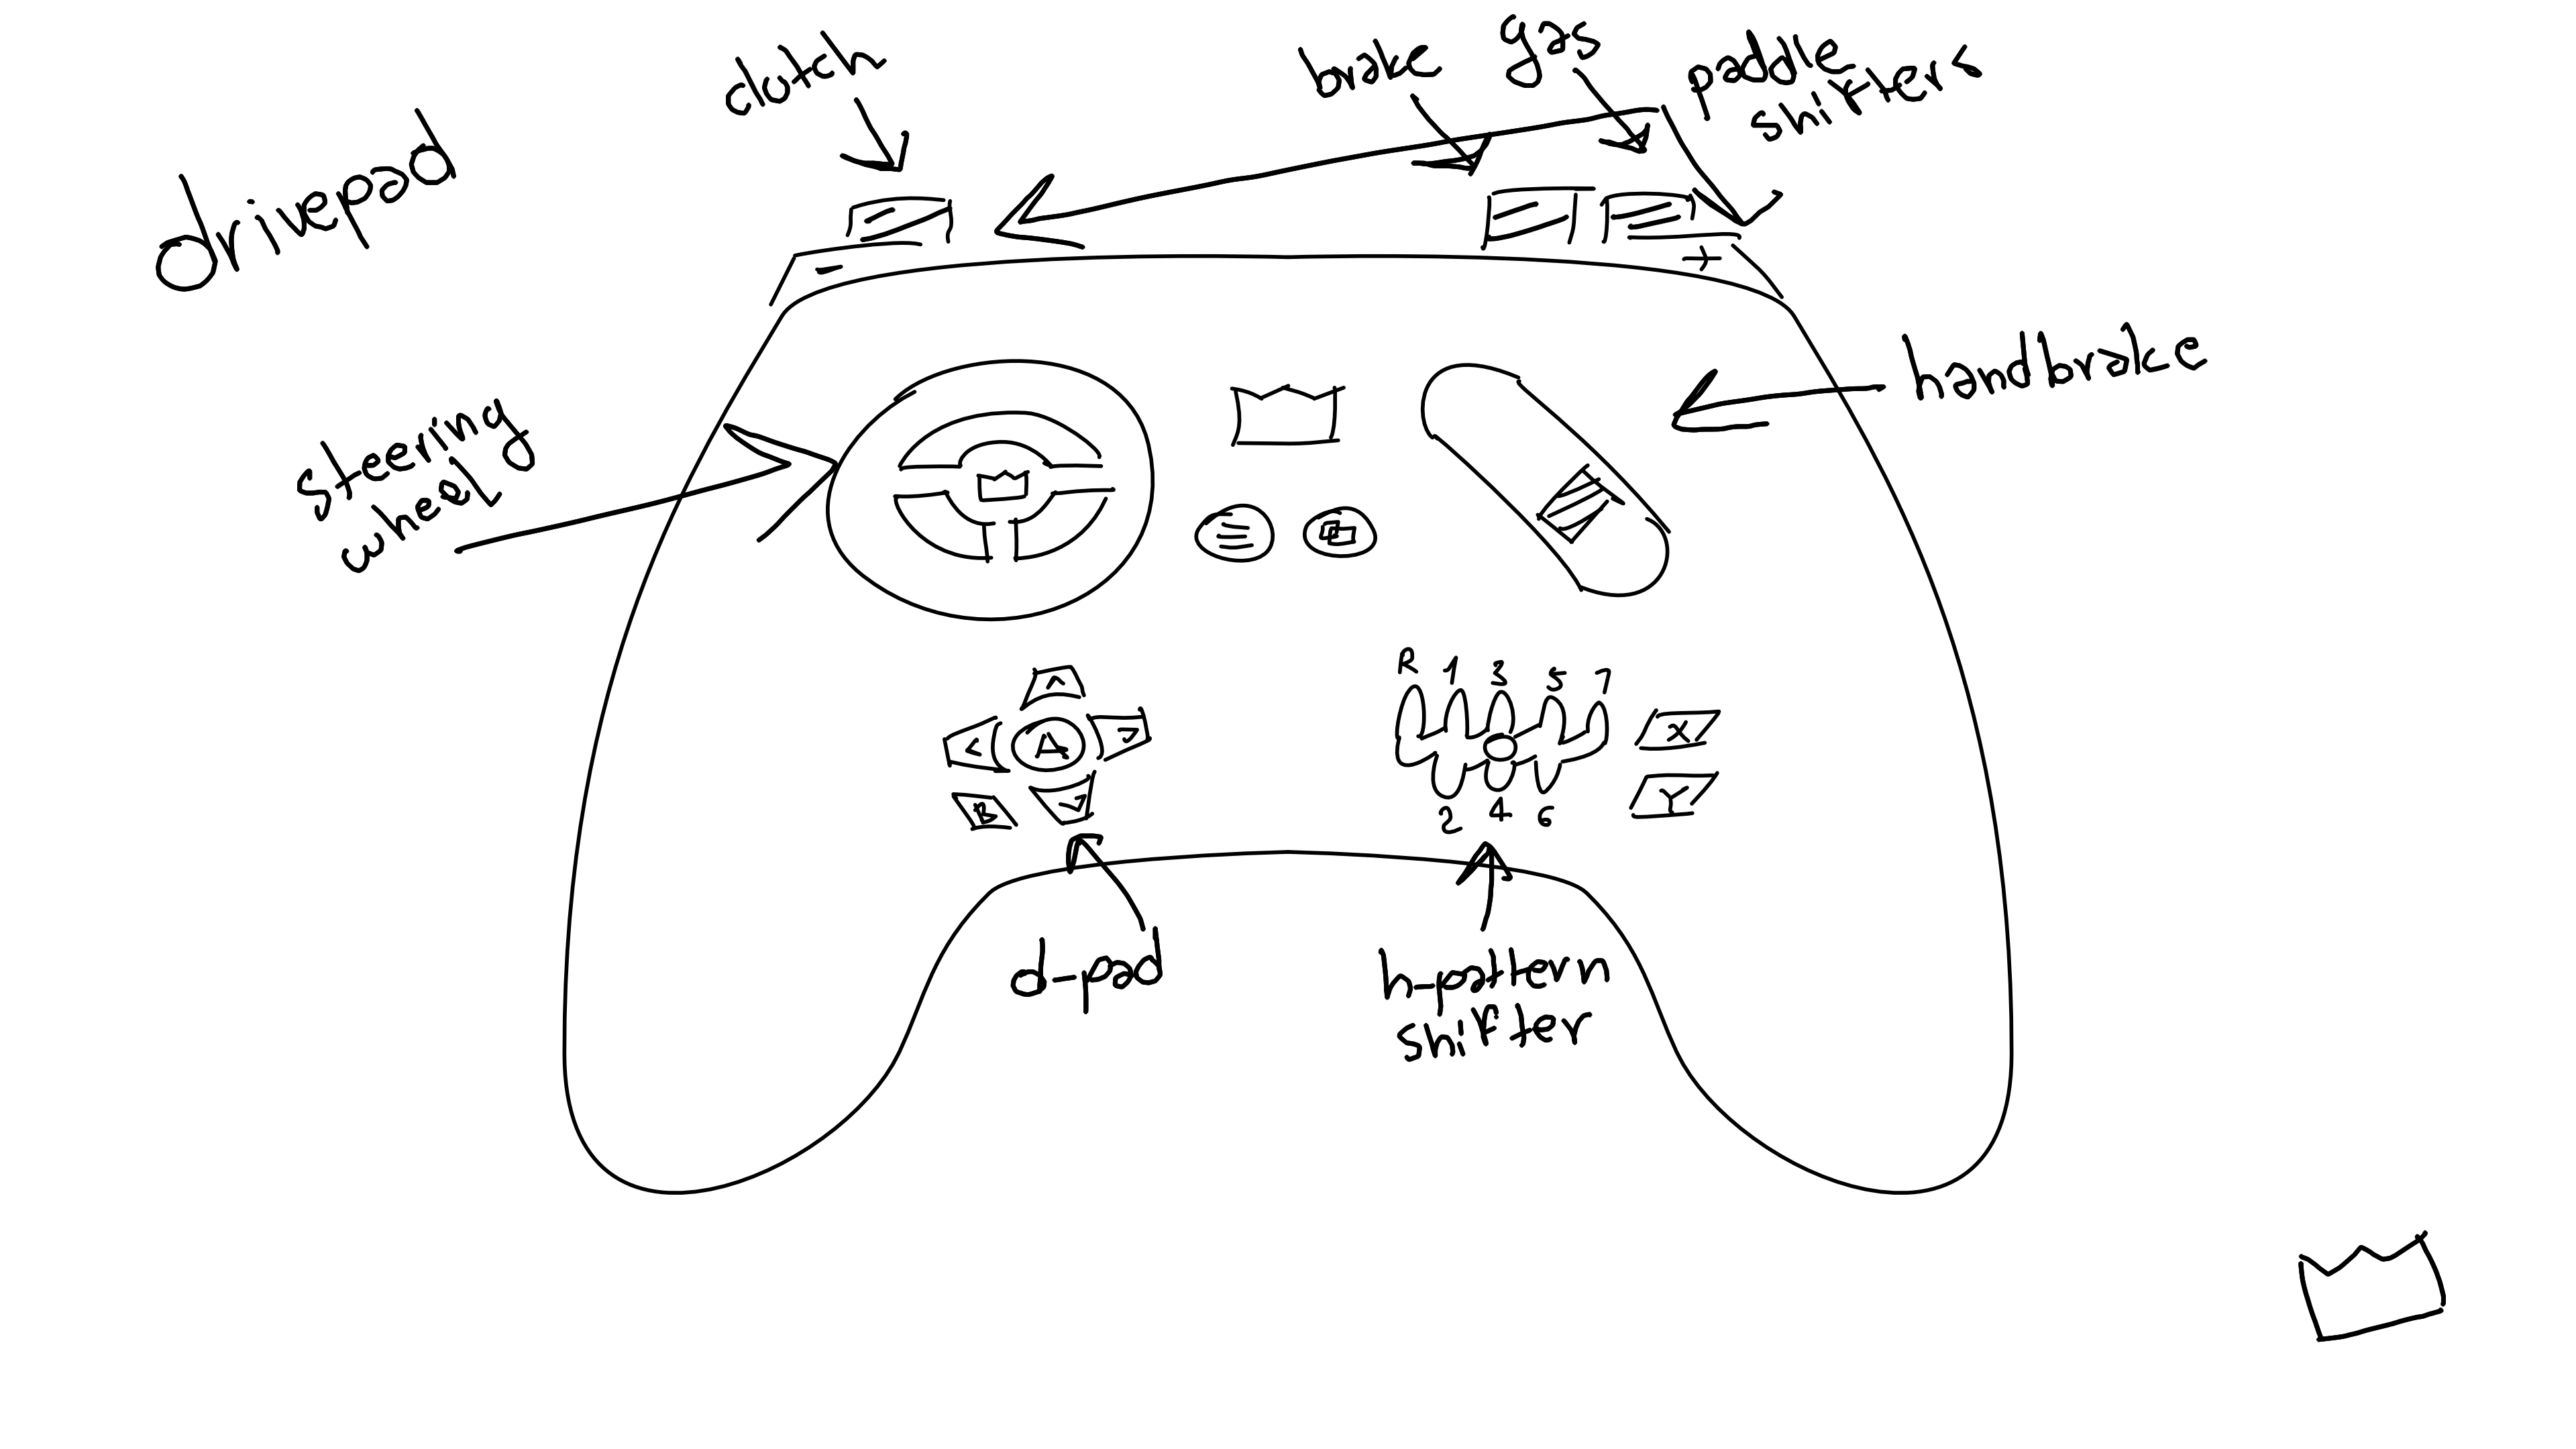 clutch
brake
gas
paddle
shifters
drivepad
-
+
handbrake
steering
wheel
R 1 3 5 7
^
< A >
X
B
Y
2 4 6
d-pad
h-pattern
shifter